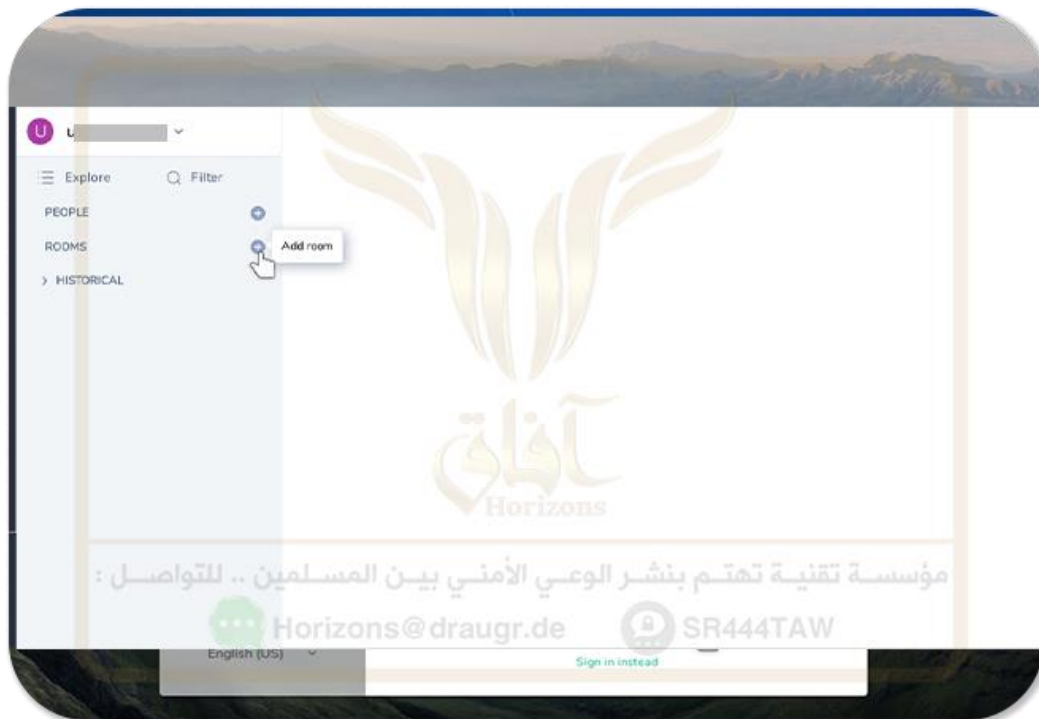 U
Explore Filter
PEOPLE
ROOMS Add room
> HISTORICAL
آفاق
Horizons
مؤسسة تقنية تهتم بنشر الوعي الأمني بين المسلمين .. للتواصل :
Horizons@draugr.de SR444TAW
English (US) Sign in instead